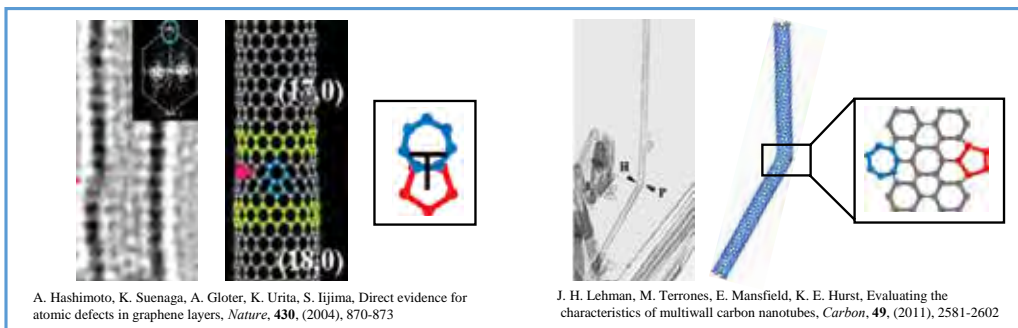 (17,0)
(18,0)
H
P
A. Hashimoto, K. Suenaga, A. Gloter, K. Urita, S. Iijima, Direct evidence for
atomic defects in graphene layers, Nature, 430, (2004), 870-873
J. H. Lehman, M. Terrones, E. Mansfield, K. E. Hurst, Evaluating the
characteristics of multiwall carbon nanotubes, Carbon, 49, (2011), 2581-2602